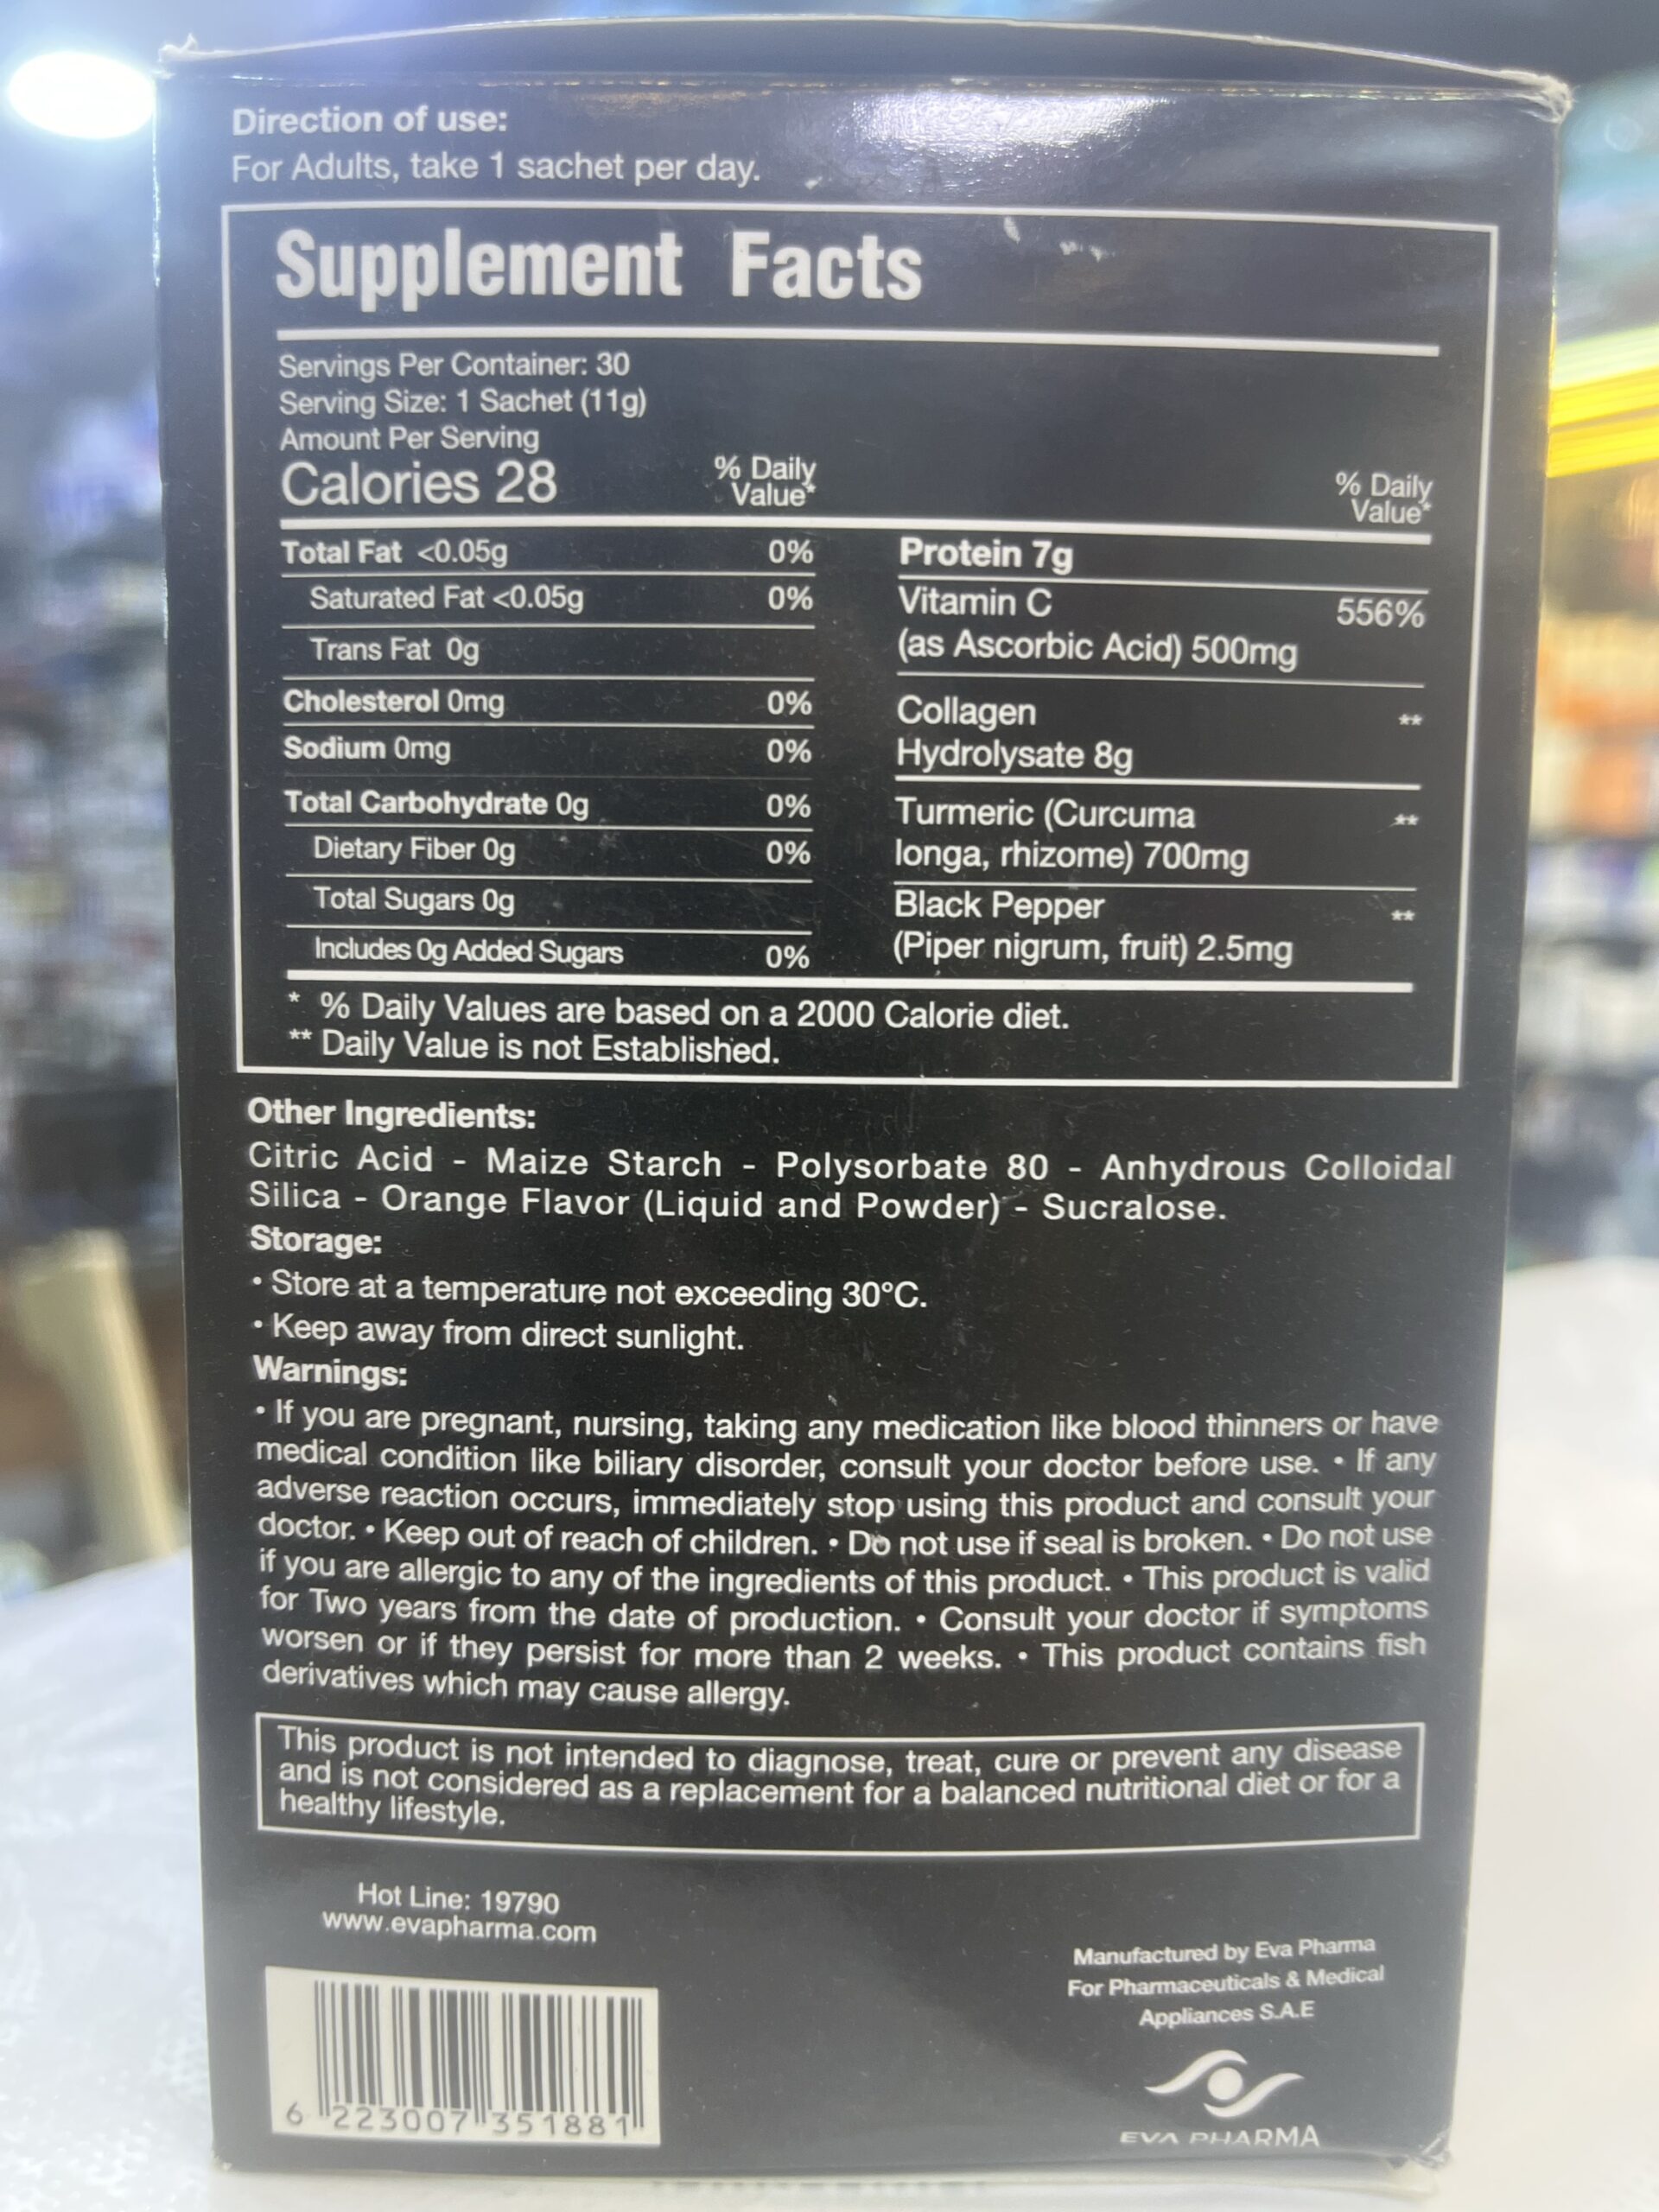 Direction of use:
For Adults, take 1 sachet per day.
Supplement Facts
Servings Per Container: 30
Serving Size: 1 Sachet (11g)
Amount Per Serving
Calories 28
% Daily
Value*
Total Fat <0.05g 0%
Saturated Fat <0.05g 0%
Trans Fat 0g
Cholesterol 0mg 0%
Sodium 0mg 0%
Total Carbohydrate 0g 0%
Dietary Fiber 0g 0%
Total Sugars 0g
Includes 0g Added Sugars 0%
% Daily
Value*
Protein 7g
Vitamin C 556%
(as Ascorbic Acid) 500mg
Collagen **
Hydrolysate 8g
Turmeric (Curcuma **
longa, rhizome) 700mg
Black Pepper **
(Piper nigrum, fruit) 2.5mg
* % Daily Values are based on a 2000 Calorie diet.
** Daily Value is not Established.
Other Ingredients:
Citric Acid - Maize Starch - Polysorbate 80 - Anhydrous Colloidal
Silica - Orange Flavor (Liquid and Powder) - Sucralose.
Storage:
• Store at a temperature not exceeding 30°C.
• Keep away from direct sunlight.
Warnings:
• If you are pregnant, nursing, taking any medication like blood thinners or have
medical condition like biliary disorder, consult your doctor before use. • If any
adverse reaction occurs, immediately stop using this product and consult your
doctor. • Keep out of reach of children. • Do not use if seal is broken. • Do not use
if you are allergic to any of the ingredients of this product. • This product is valid
for Two years from the date of production. • Consult your doctor if symptoms
worsen or if they persist for more than 2 weeks. • This product contains fish
derivatives which may cause allergy.
This product is not intended to diagnose, treat, cure or prevent any disease
and is not considered as a replacement for a balanced nutritional diet or for a
healthy lifestyle.
Hot Line: 19790
www.evapharma.com
6 223007 351881
Manufactured by Eva Pharma
For Pharmaceuticals & Medical
Appliances S.A.E
EVA PHARMA